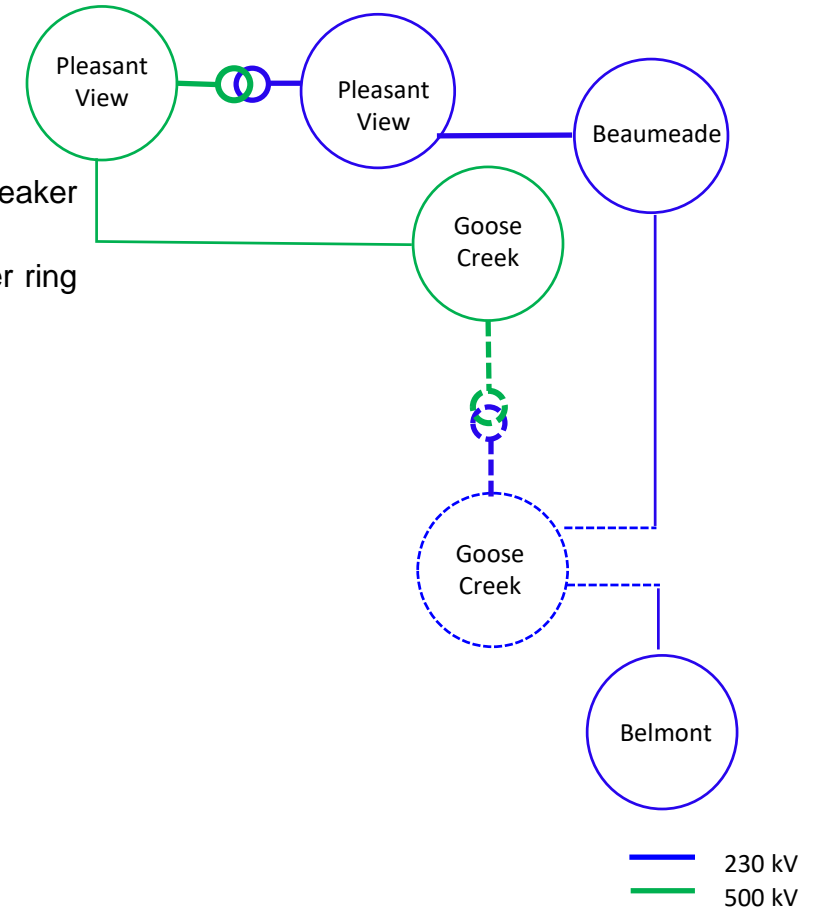 Pleasant
View
Pleasant
View
Beaumeade
eaker
er ring
Goose
Creek
Goose
Creek
Belmont
230 kV
500 kV